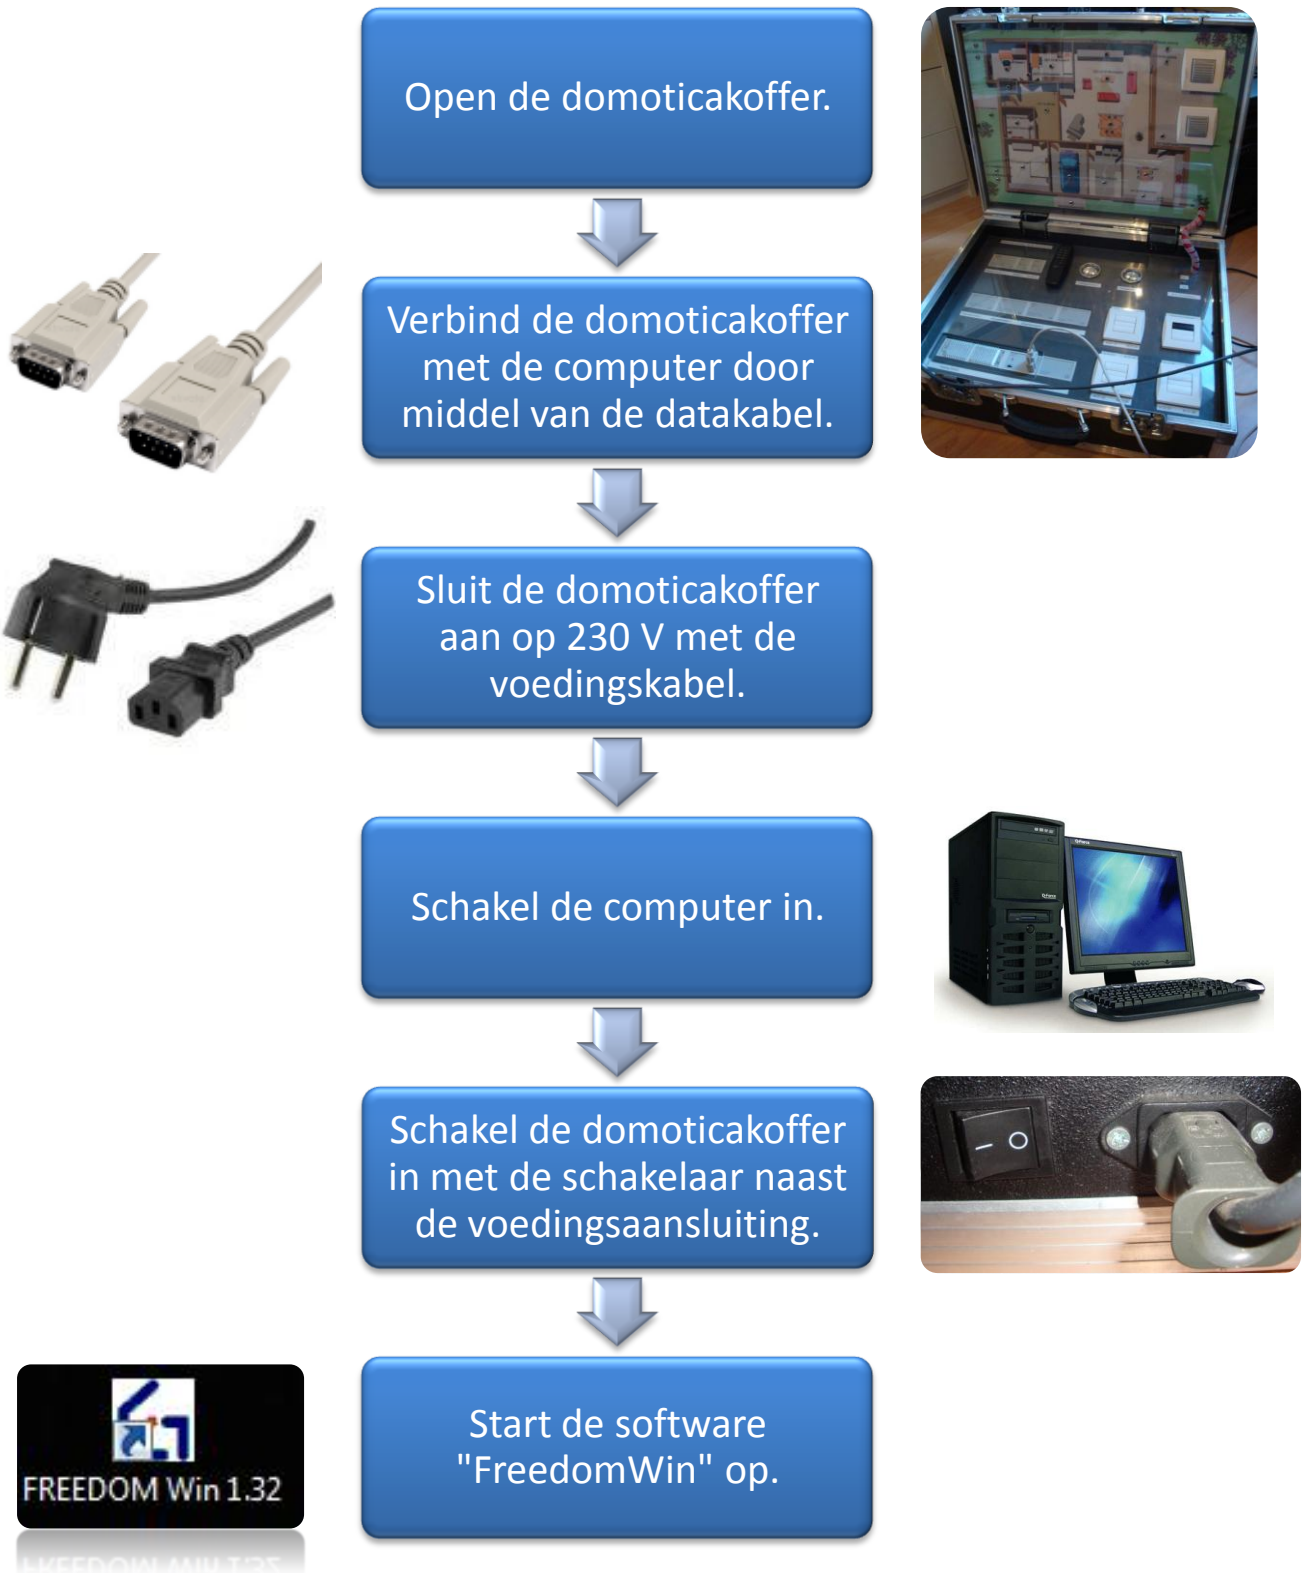 Open de domoticakoffer.
Verbind de domoticakoffer
met de computer door
middel van de datakabel.
Sluit de domoticakoffer
aan op 230 V met de
voedingskabel.
Schakel de computer in.
Schakel de domoticakoffer
in met de schakelaar naast
de voedingsaansluiting.
Start de software
"FreedomWin" op.
FREEDOM Win 1.32